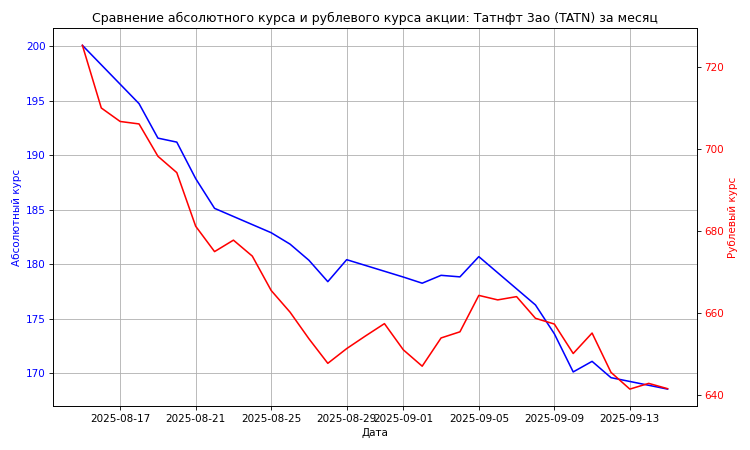 Сравнение абсолютного курса и рублевого курса акции: Татнфт 3ао (TATN) за месяц
200
195
190
185
180
175
170
Абсолютный курс
720
700
680
660
640
Рублевый курс
2025-08-17 2025-08-21 2025-08-25 2025-08-29 2025-09-01 2025-09-05 2025-09-09 2025-09-13
Дата